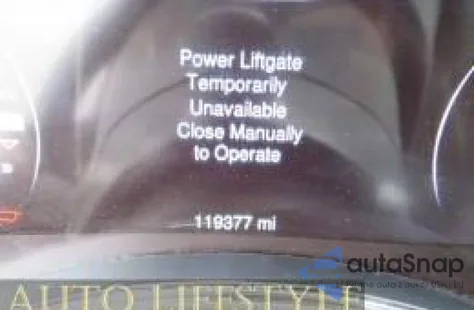 Power Liftgate
Temporarily
Unavailable
Close Manually
to Operate
119377 mi
autoSnap
AUTO LIFESTYLE